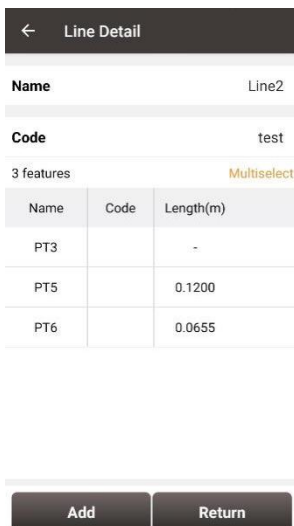 Line Detail
Name Line2
Code test
3 features Multiselect
Name Code Length(m)
PT3 -
PT5 0.1200
PT6 0.0655
Add Return